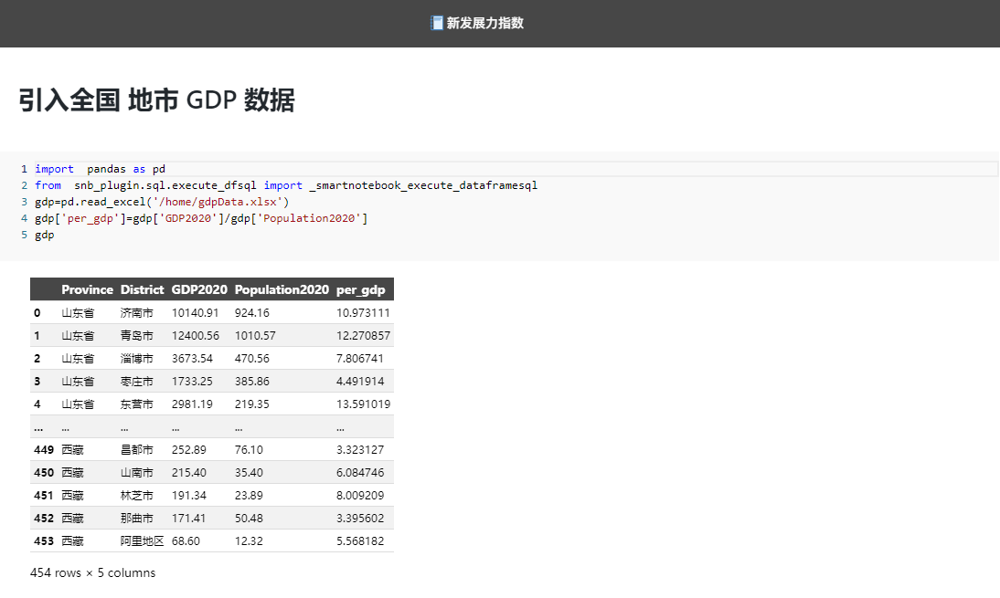 新发展力指数
引入全国 地市 GDP 数据
1 import  pandas as pd
2 from  snb_plugin.sql.execute_dfsql import _smartnotebook_execute_dataframesql
3 gdp=pd.read_excel('/home/gdpData.xlsx')
4 gdp['per_gdp']=gdp['GDP2020']/gdp['Population2020']
5 gdp
Province District GDP2020 Population2020 per_gdp
0 山东省 济南市 10140.91 924.16 10.973111
1 山东省 青岛市 12400.56 1010.57 12.270857
2 山东省 淄博市 3673.54 470.56 7.806741
3 山东省 枣庄市 1733.25 385.86 4.491914
4 山东省 东营市 2981.19 219.35 13.591019
... ... ... ... ... ...
449 西藏 昌都市 252.89 76.10 3.323127
450 西藏 山南市 215.40 35.40 6.084746
451 西藏 林芝市 191.34 23.89 8.009209
452 西藏 那曲市 171.41 50.48 3.395602
453 西藏 阿里地区 68.60 12.32 5.568182
454 rows × 5 columns